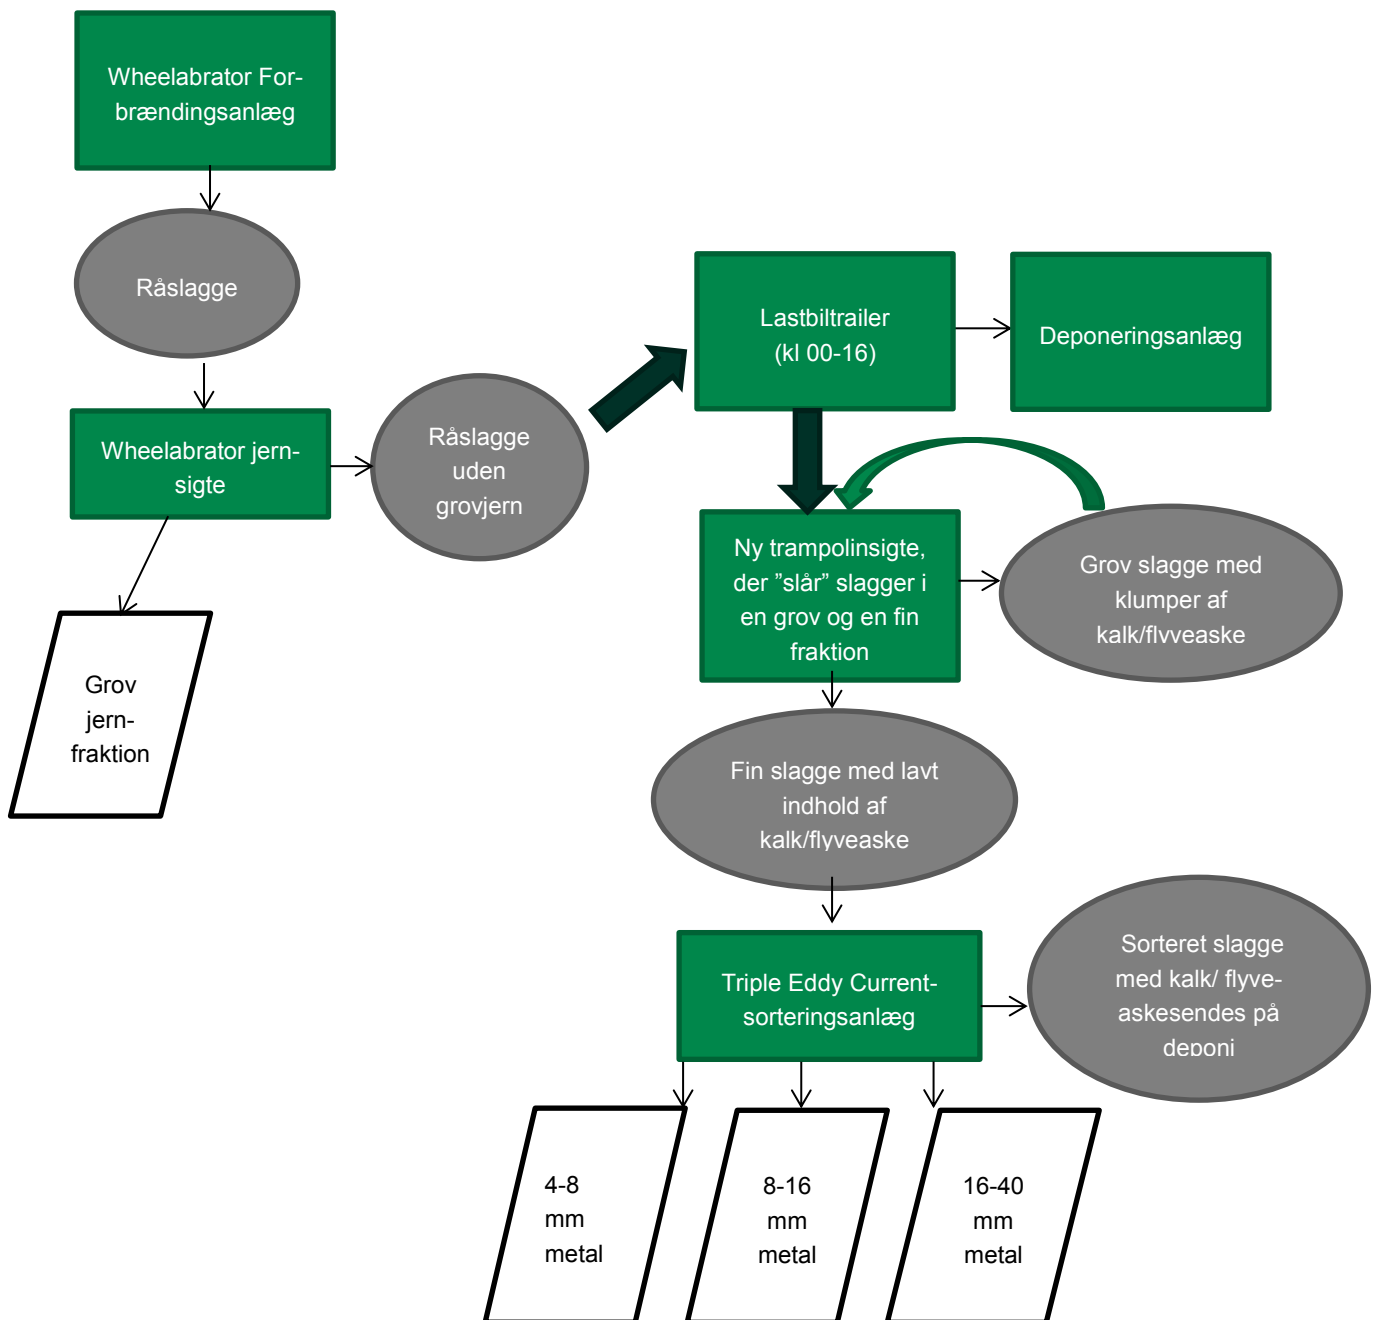 Wheelabrator For-
brændingsanlæg
Råslagge
Wheelabrator jern-
sigte
Grov
jern-
fraktion
Råslagge
uden
grovjern
Lastbiltrailer
(kl 00-16)
Deponeringsanlæg
Ny trampolinsigte,
der ”slår” slagger i
en grov og en fin
fraktion
Grov slagge med
klumper af
kalk/flyveaske
Fin slagge med lavt
indhold af
kalk/flyveaske
Triple Eddy Current-
sorteringsanlæg
Sorteret slagge
med kalk/ flyve-
askesendes på
deponi
4-8
mm
metal
8-16
mm
metal
16-40
mm
metal